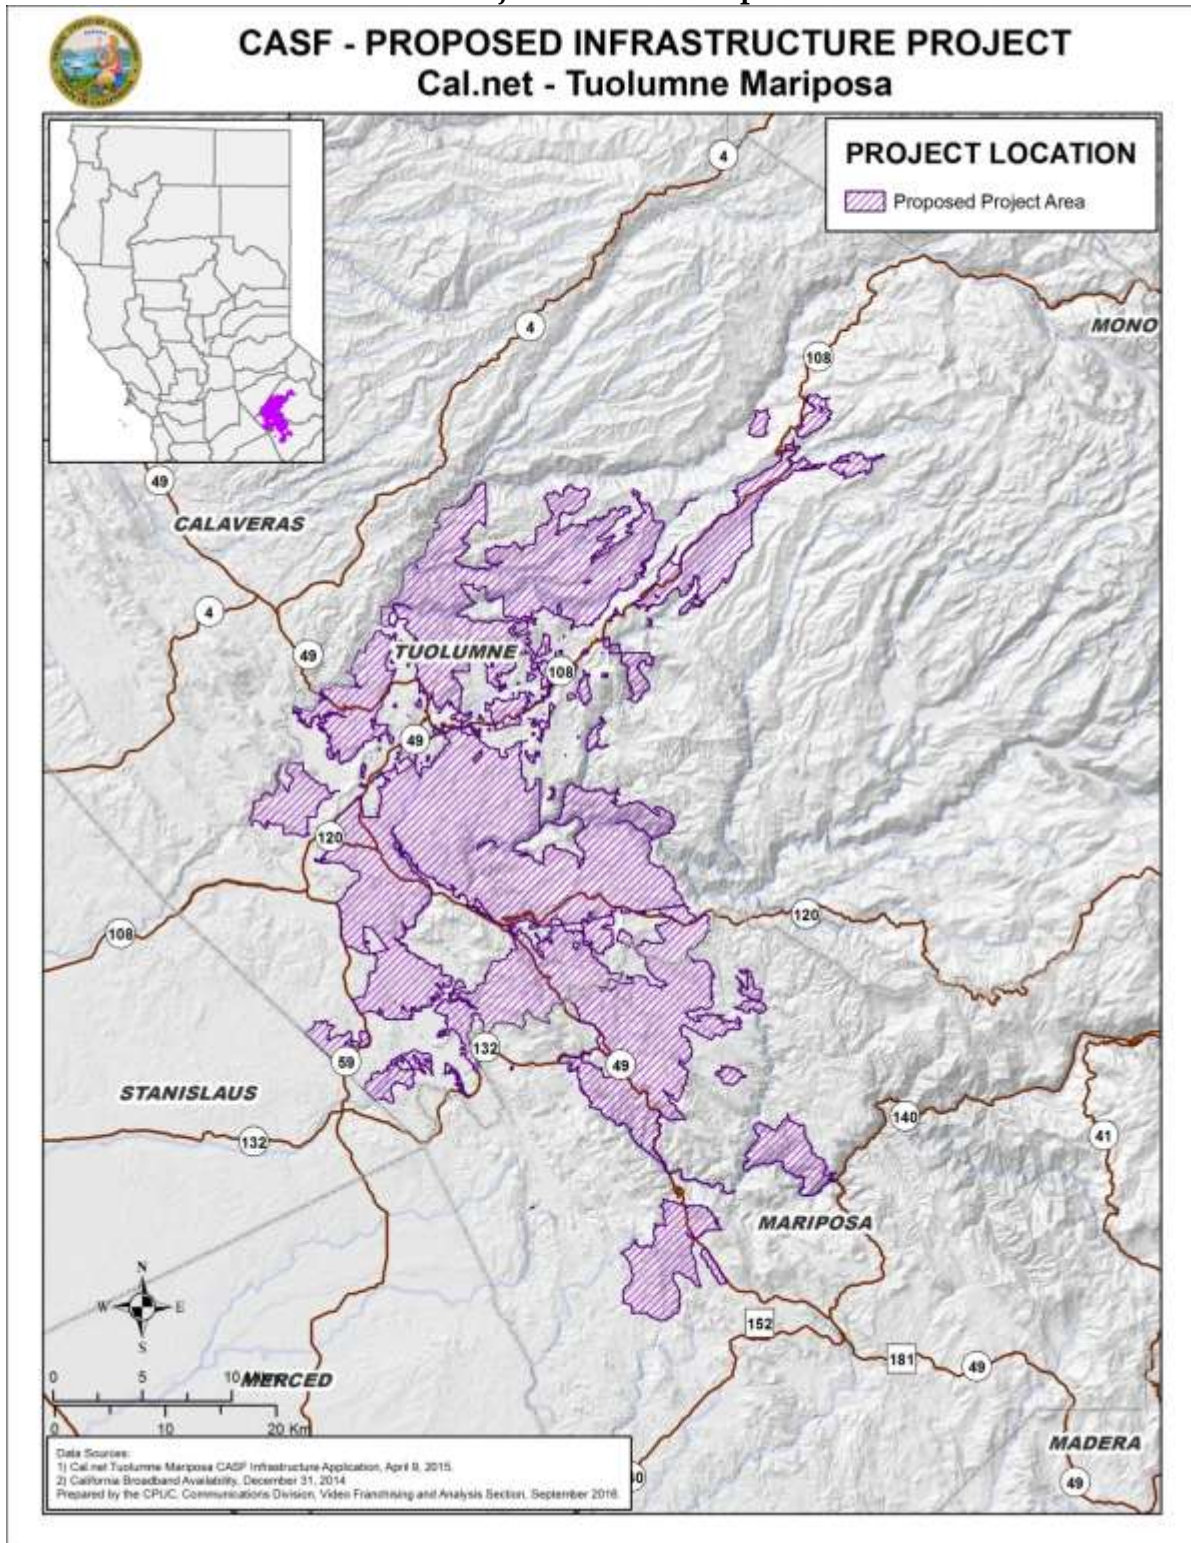 CASF - PROPOSED INFRASTRUCTURE PROJECT
Cal.net - Tuolumne Mariposa
PROJECT LOCATION
Proposed Project Area
4
4
MONO
108
49
CALAVERAS
4
49
TUOLUMNE
108
49
120
120
108
132
49
59
STANISLAUS
140
132
41
MARIPOSA
N
W E
S
152
181
49
0 5 10
MERCED
0 10 20 Km
MADERA
49
Data Sources:
1) Cal.net Tuolumne Mariposa CASF Infrastructure Application, April 9, 2015.
2) California Broadband Availability, December 31, 2014
Prepared by the CPUC, Communications Division, Video Franchising and Analysis Section, September 2016.